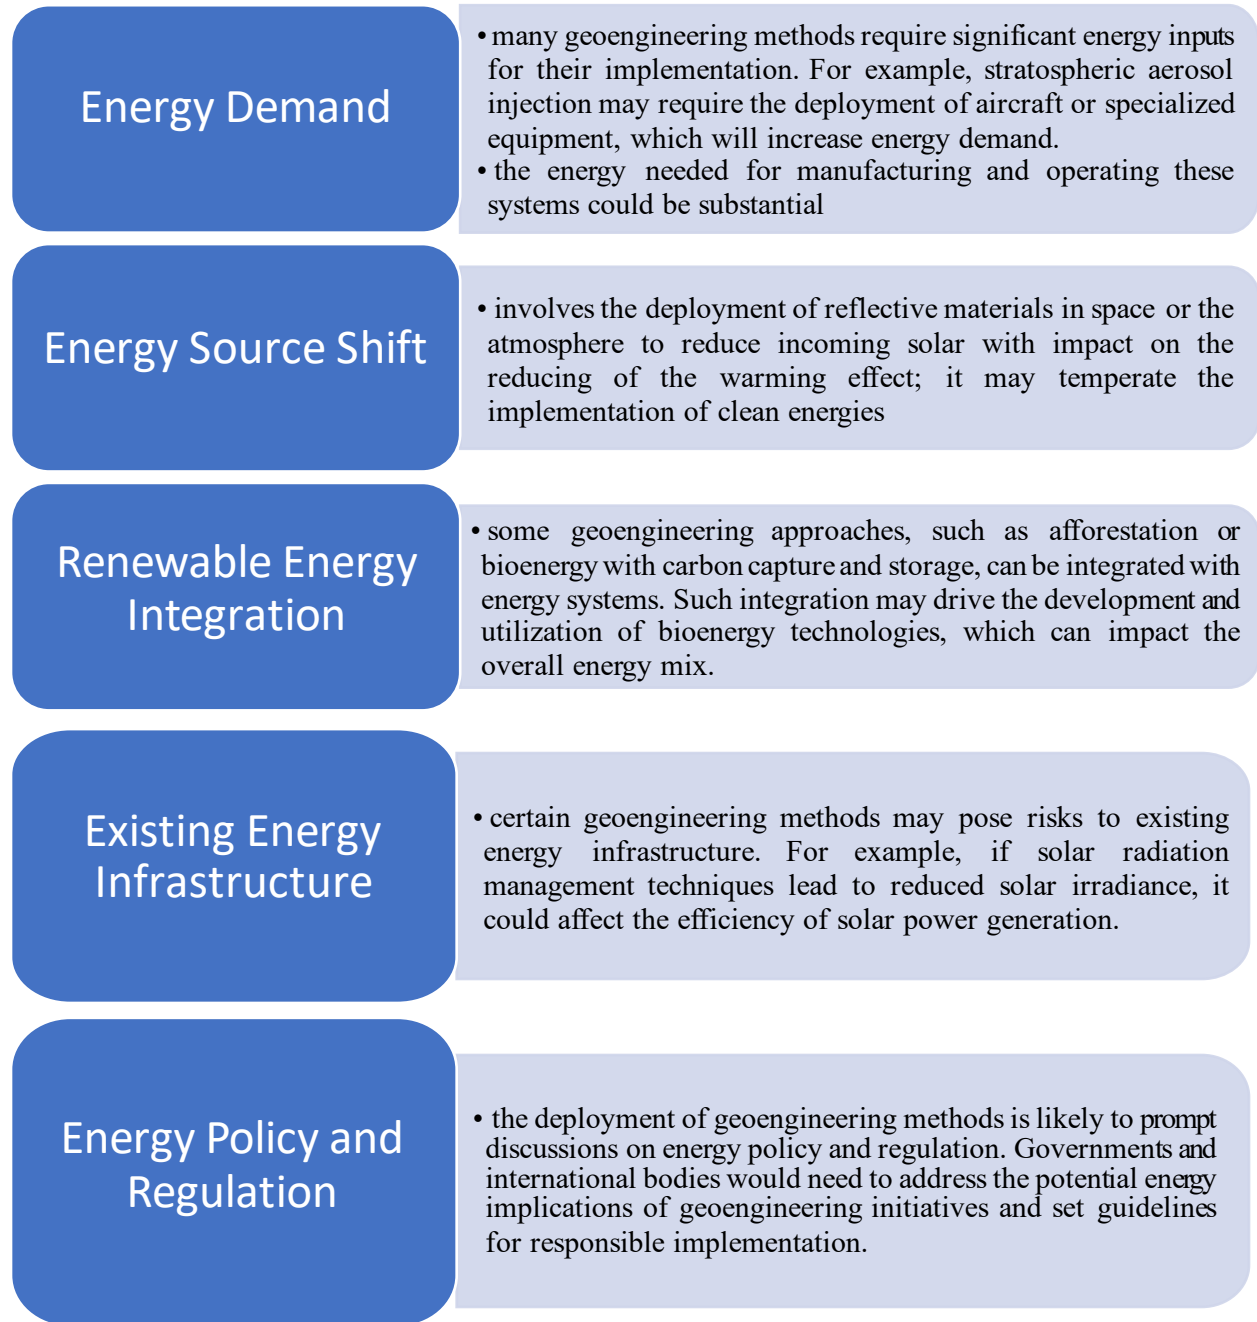 Energy Demand
• many geoengineering methods require significant energy inputs
for their implementation. For example, stratospheric aerosol
injection may require the deployment of aircraft or specialized
equipment, which will increase energy demand.
• the energy needed for manufacturing and operating these
systems could be substantial
Energy Source Shift
• involves the deployment of reflective materials in space or the
atmosphere to reduce incoming solar with impact on the
reducing of the warming effect; it may temperate the
implementation of clean energies
Renewable Energy
Integration
• some geoengineering approaches, such as afforestation or
bioenergy with carbon capture and storage, can be integrated with
energy systems. Such integration may drive the development and
utilization of bioenergy technologies, which can impact the
overall energy mix.
Existing Energy
Infrastructure
• certain geoengineering methods may pose risks to existing
energy infrastructure. For example, if solar radiation
management techniques lead to reduced solar irradiance, it
could affect the efficiency of solar power generation.
Energy Policy and
Regulation
• the deployment of geoengineering methods is likely to prompt
discussions on energy policy and regulation. Governments and
international bodies would need to address the potential energy
implications of geoengineering initiatives and set guidelines
for responsible implementation.